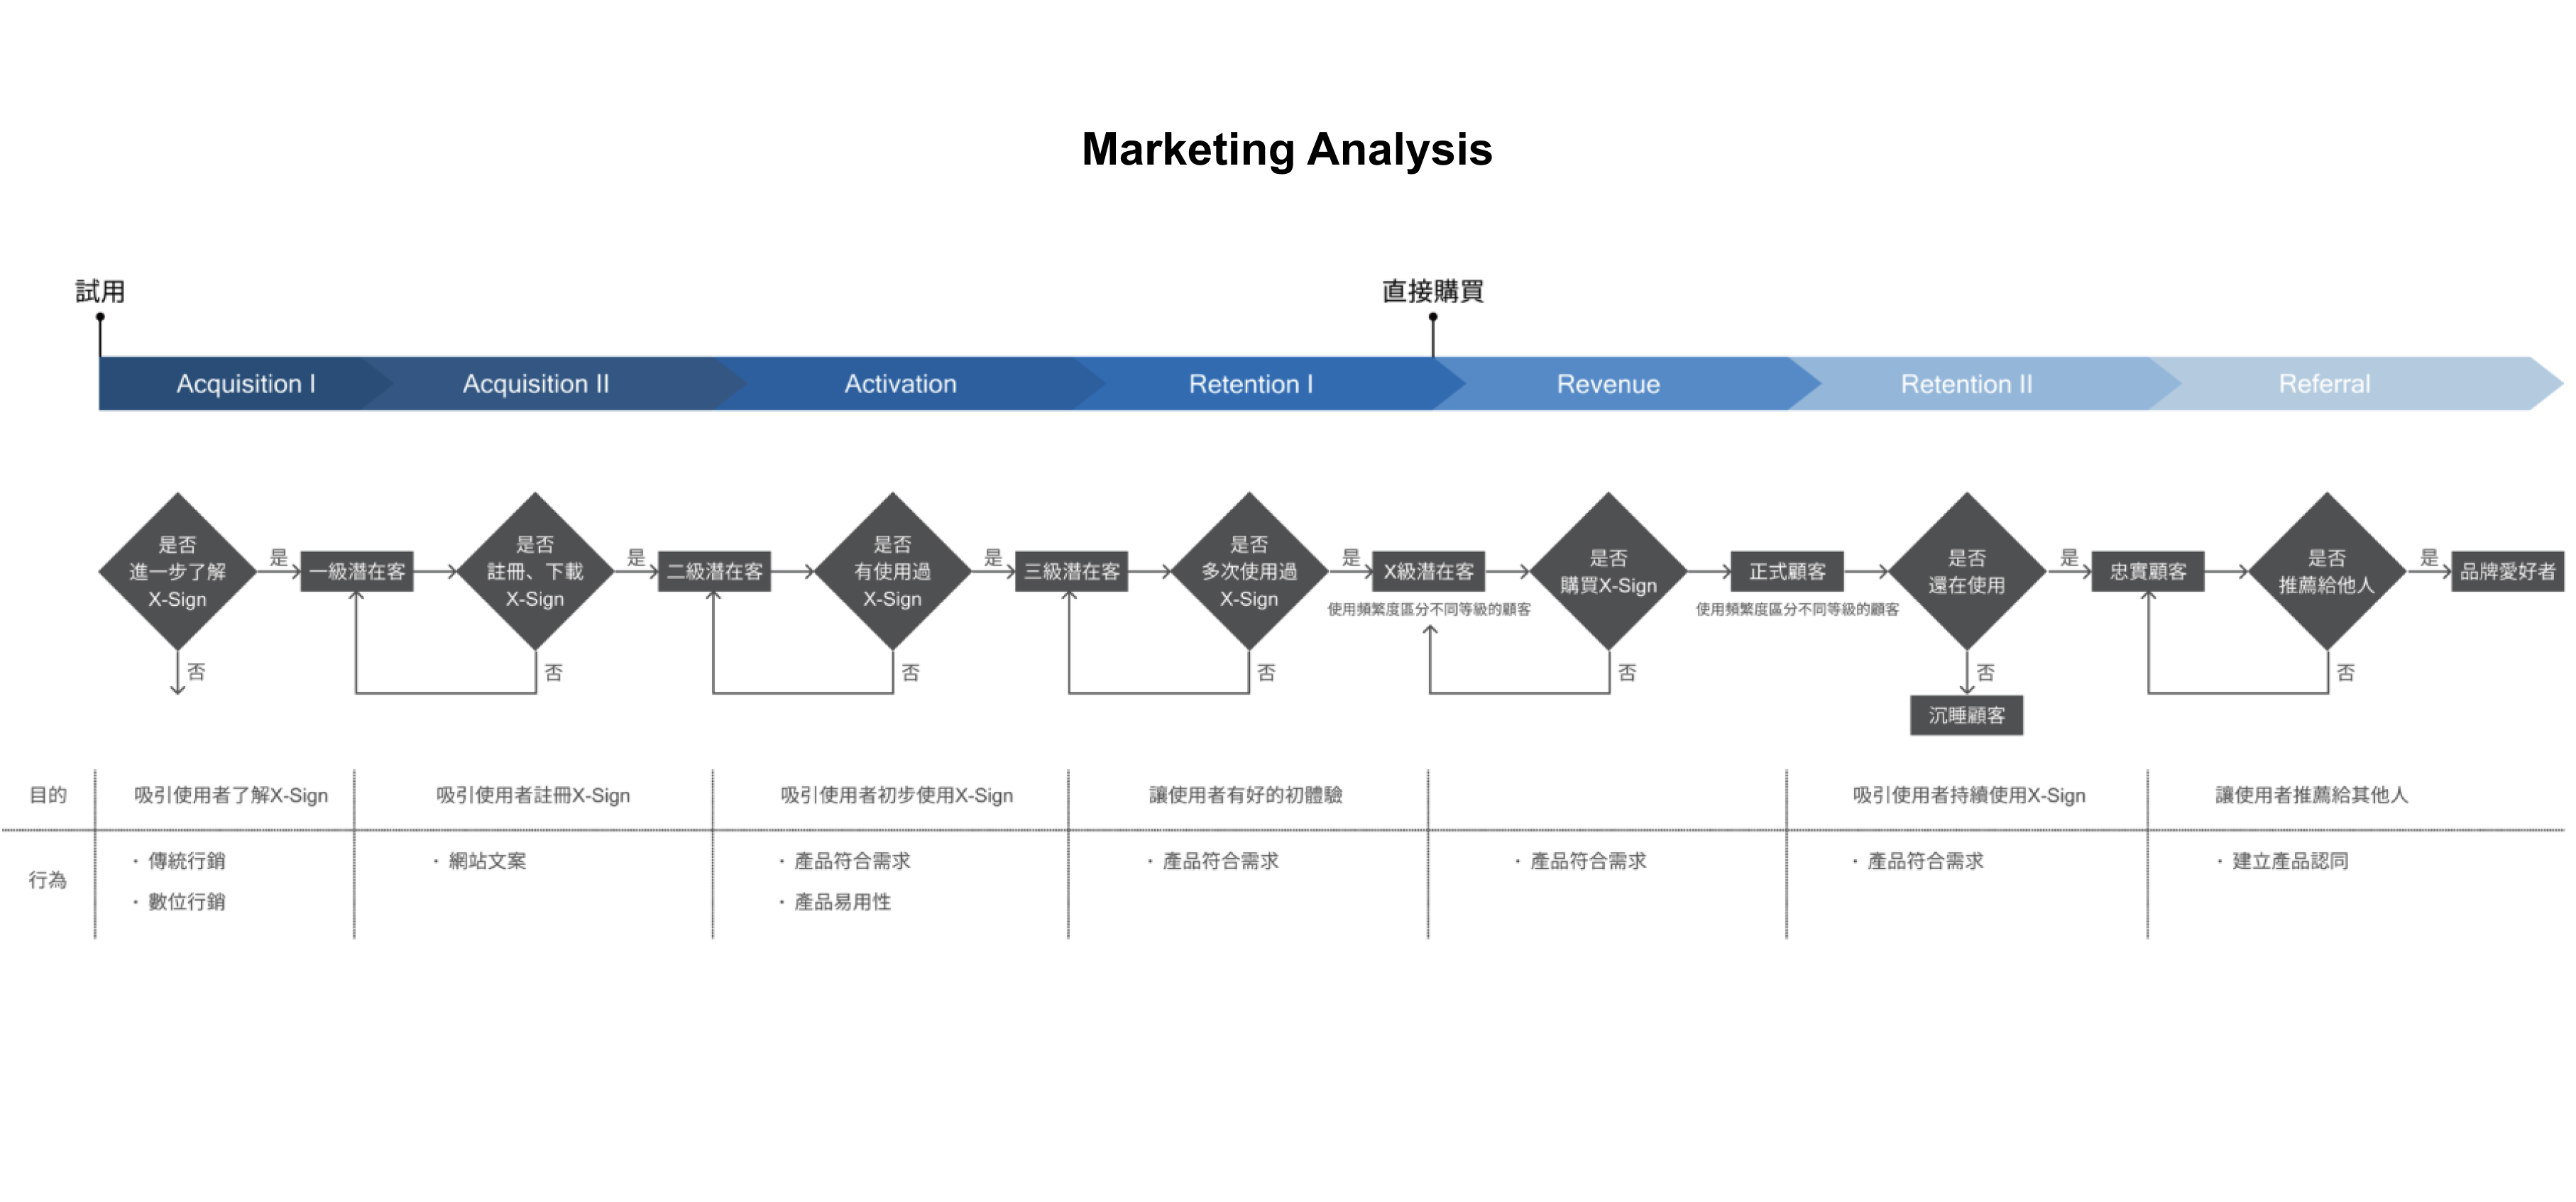 Marketing Analysis
試用
直接購買
Acquisition I
Acquisition II
Activation
Retention I
Revenue
Retention II
Referral
是否
進一步了解
X-Sign
是
否
一級潛在客
是否
註冊、下載
X-Sign
是
否
二級潛在客
是否
有使用過
X-Sign
是
否
三級潛在客
是否
多次使用過
X-Sign
是
否
X級潛在客
使用頻繁度區分不同等級的顧客
是否
購買X-Sign
否
正式顧客
使用頻繁度區分不同等級的顧客
是否
還在使用
是
否
沉睡顧客
忠實顧客
是否
推薦給他人
是
否
品牌愛好者
目的
吸引使用者了解X-Sign
吸引使用者註冊X-Sign
吸引使用者初步使用X-Sign
讓使用者有好的初體驗
吸引使用者持續使用X-Sign
讓使用者推薦給其他人
行為
・傳統行銷
・數位行銷
・網站文案
・產品符合需求
・產品易用性
・產品符合需求
・產品符合需求
・產品符合需求
・建立產品認同